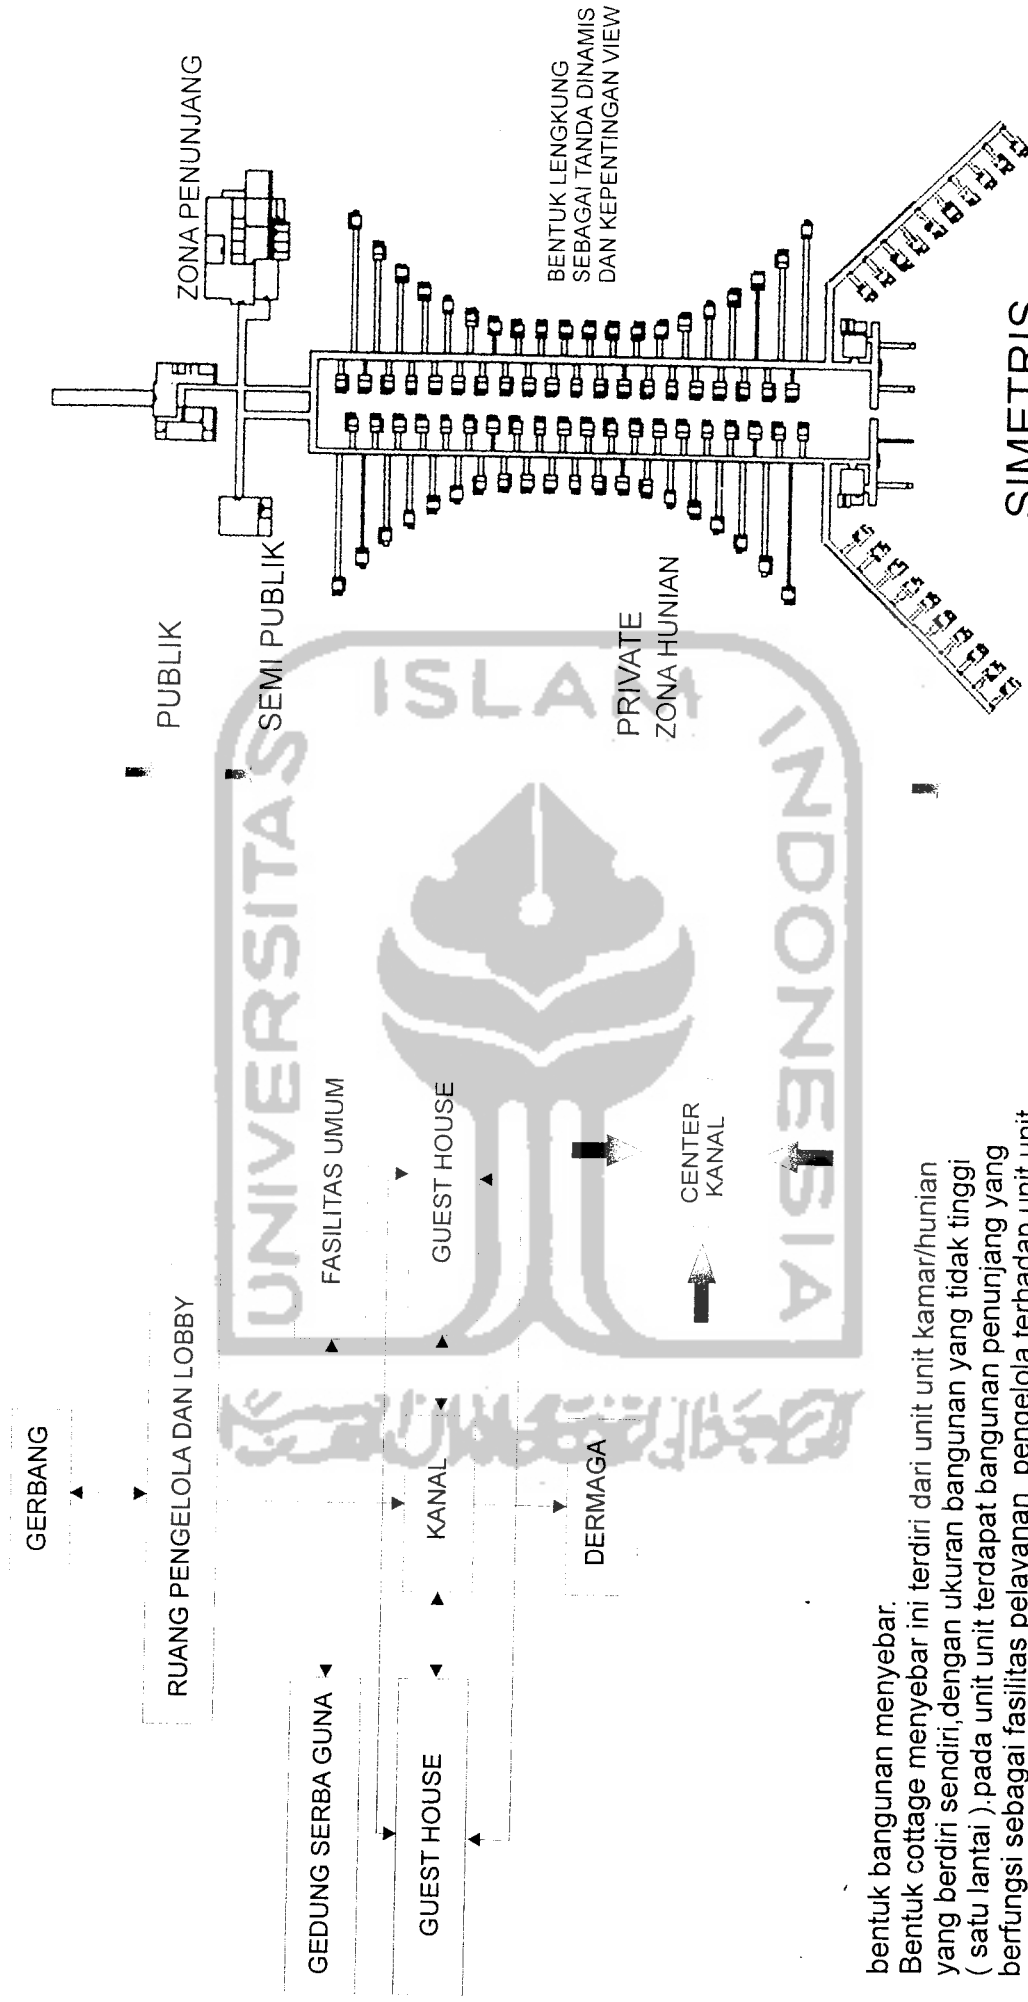 GERBANG
RUANG PENGELOLA DAN LOBBY
GEDUNG SERBA GUNA
FASILITAS UMUM
GUEST HOUSE
KANAL
GUEST HOUSE
DERMAGA
CENTER
KANAL
PUBLIK
SEMI PUBLIK
ZONA PENUNJANG
PRIVATE
ZONA HUNIAN
BENTUK LENGKUNG
SEBAGAI TANDA DINAMIS
DAN KEPENTINGAN VIEW
SIMETRIS
bentuk bangunan menyebar.
Bentuk cottage menyebar ini terdiri dari unit unit kamar/hunian
yang berdiri sendiri,dengan ukuran bangunan yang tidak tinggi
( satu lantai ).pada unit unit terdapat bangunan penunjang yang
berfungsi sebagai fasilitas pelayanan pengelola terhadap unit unit
UNIVERSITAS
ISLAM
INDONESIA